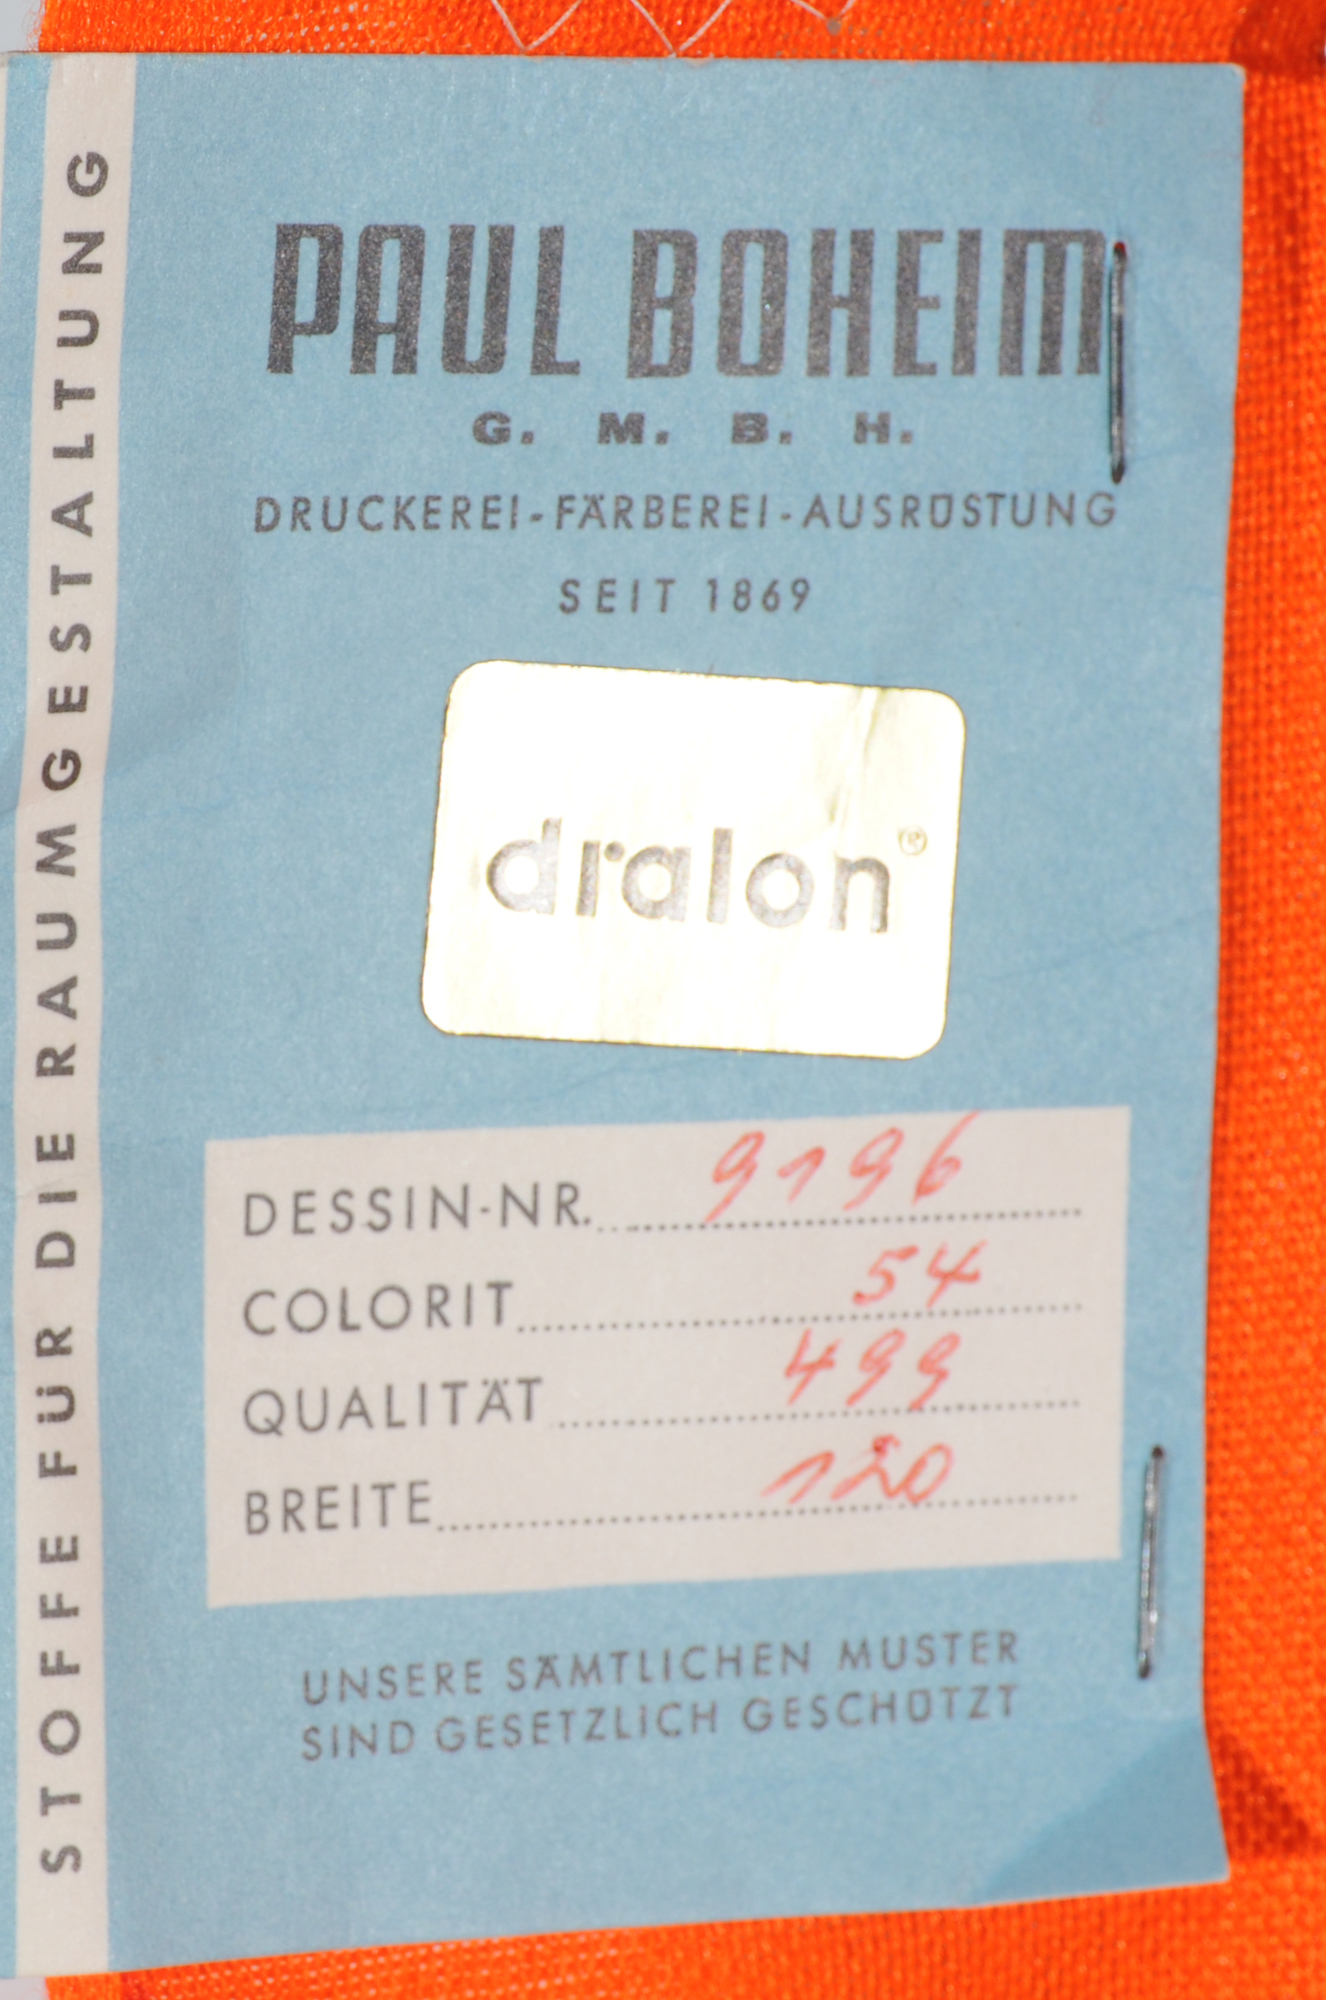 STOFFE FÜR DIE RAUMGESTALTUNG
PAUL BOHEIM
G. M. B. H.
DRUCKEREI-FÄRBEREI-AUSRÜSTUNG
SEIT 1869
dralon®
DESSIN-NR. 9196
COLORIT 54
QUALITÄT 499
BREITE 120
UNSERE SÄMTLICHEN MUSTER
SIND GESETZLICH GESCHÜTZT